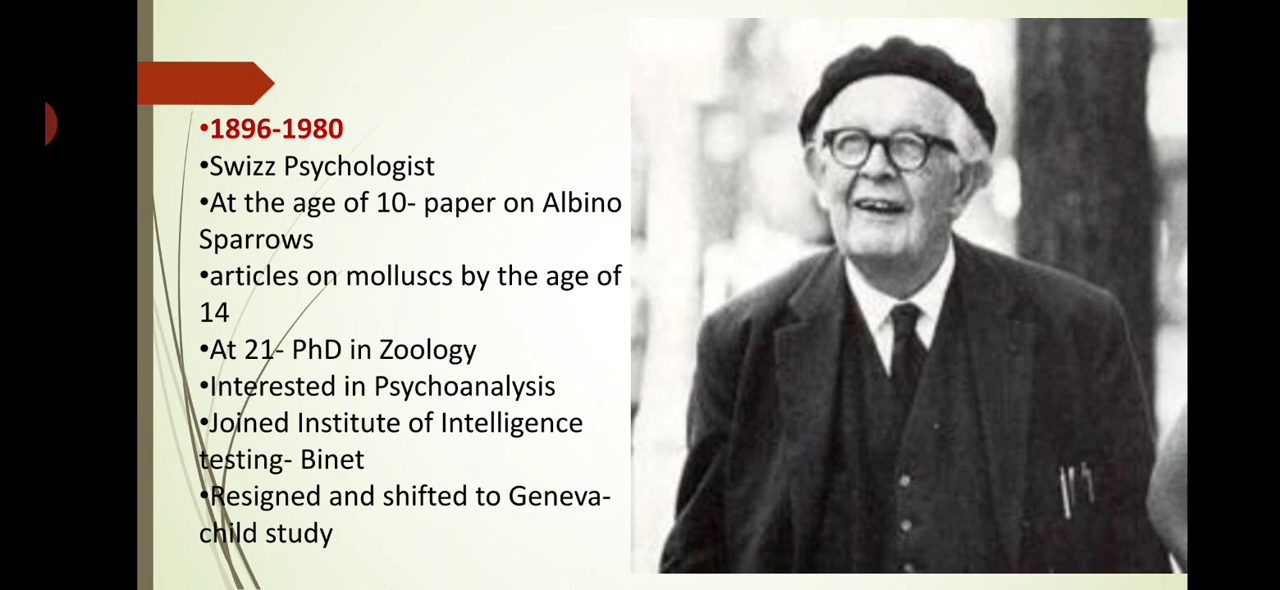 •1896-1980
•Swizz Psychologist
•At the age of 10- paper on Albino
Sparrows
•articles on molluscs by the age of
14
•At 21- PhD in Zoology
•Interested in Psychoanalysis
•Joined Institute of Intelligence
testing- Binet
•Resigned and shifted to Geneva-
child study